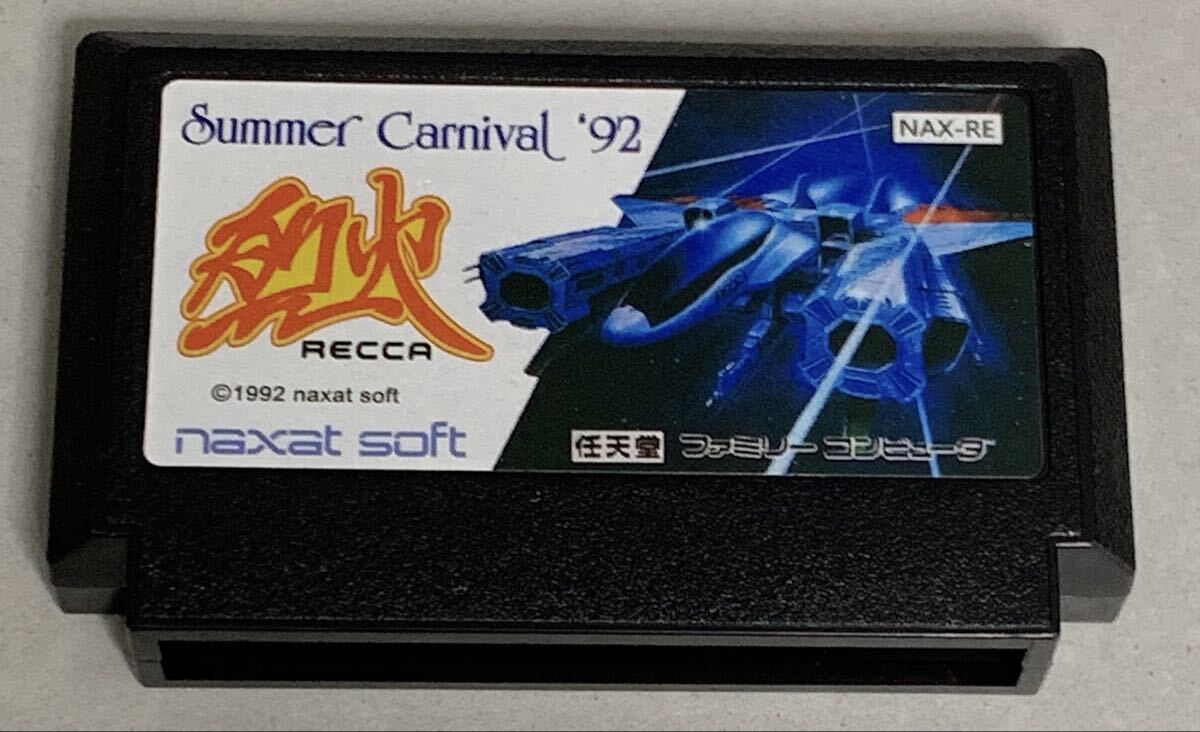 Summer Carnival '92
NAX-RE
烈火
RECCA
©1992 naxat soft
naxat soft
任天堂 ファミリーコンピュータ